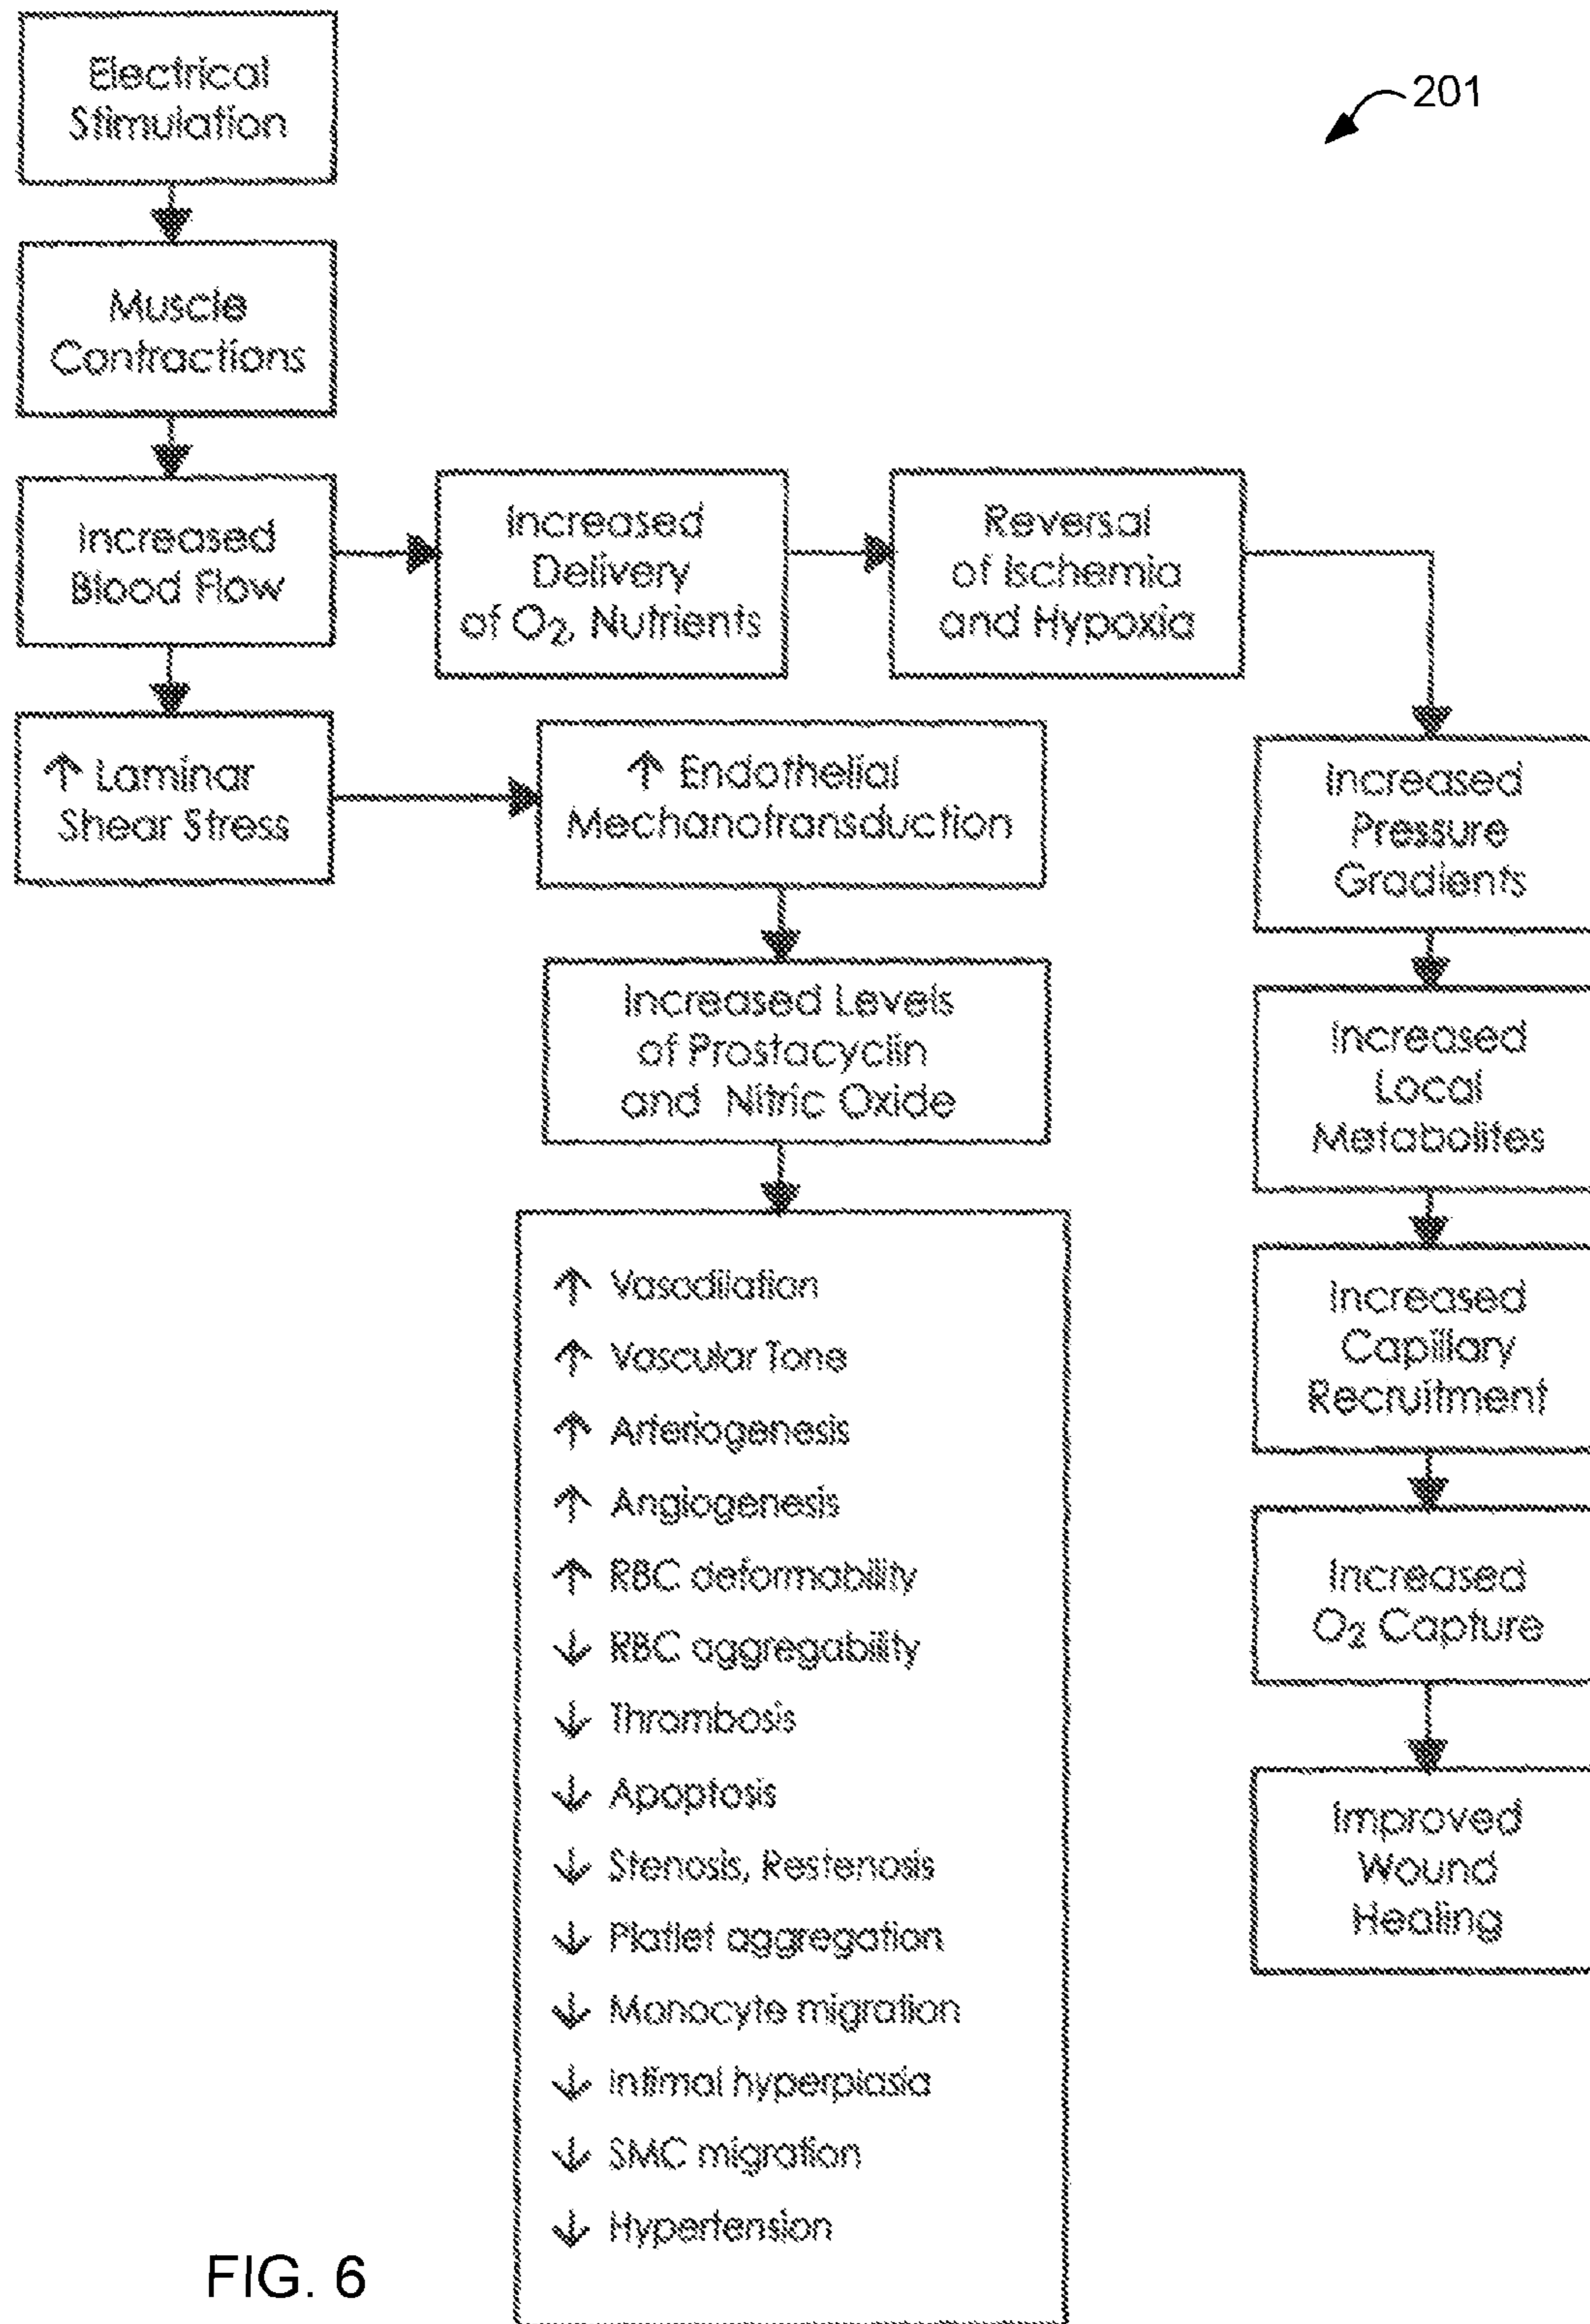 Electrical
Stimulation
201
Muscle
Contractions
Increased
Blood Flow
Increased
Delivery
of O₂, Nutrients
Reversal
of Ischemia
and Hypoxia
↑ Laminar
Shear Stress
↑ Endothelial
Mechanotransduction
Increased Levels
of Prostacyclin
and Nitric Oxide
↑ Vasodilation
↑ Vascular Tone
↑ Arteriogenesis
↑ Angiogenesis
↑ RBC deformability
↓ RBC aggregability
↓ Thrombosis
↓ Apoptosis
↓ Stenosis, Restenosis
↓ Platlet aggregation
↓ Monocyte migration
↓ Intimal hyperplasia
↓ SMC migration
↓ Hypertension
Increased
Pressure
Gradients
Increased
Local
Metabolites
Increased
Capillary
Recruitment
Increased
O₂ Capture
Improved
Wound
Healing
FIG. 6